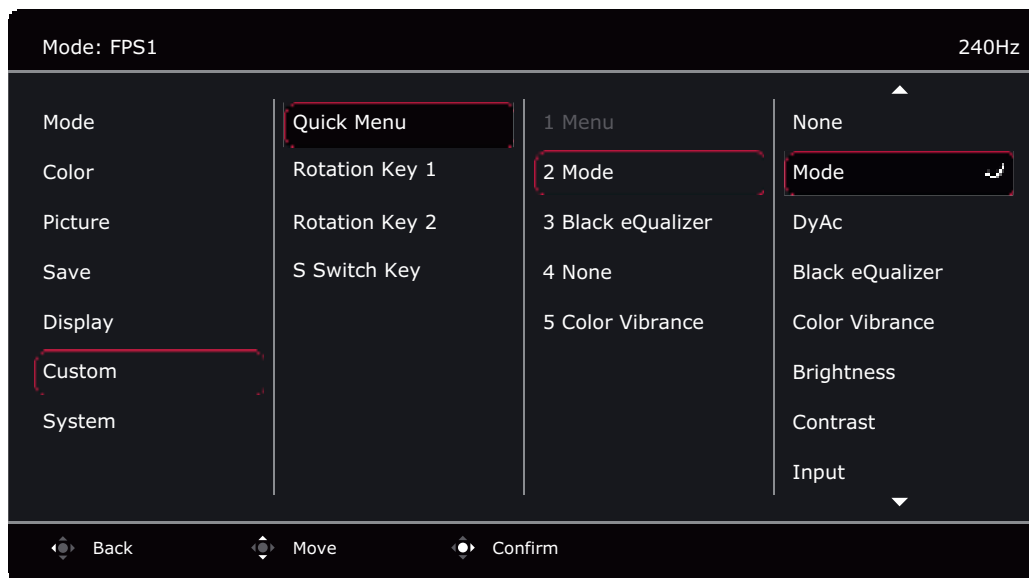 Mode: FPS1 240Hz
Mode
Color
Picture
Save
Display
Custom
System
Quick Menu
Rotation Key 1
Rotation Key 2
S Switch Key
1 Menu
2 Mode
3 Black eQualizer
4 None
5 Color Vibrance
None
Mode
DyAc
Black eQualizer
Color Vibrance
Brightness
Contrast
Input
Back Move Confirm